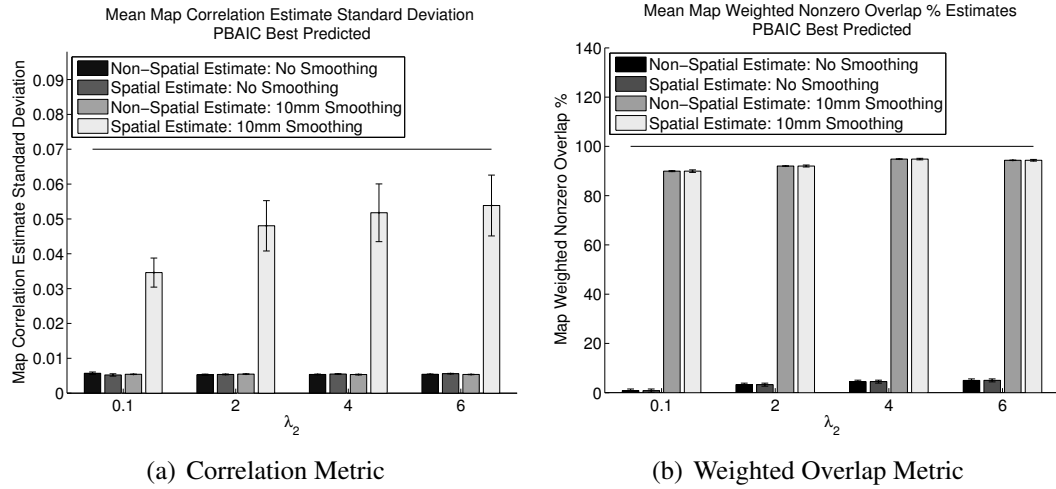 Mean Map Correlation Estimate Standard Deviation
PBAIC Best Predicted
Map Correlation Estimate Standard Deviation
0.09
0.08
0.07
0.06
0.05
0.04
0.03
0.02
0.01
0
Non-Spatial Estimate: No Smoothing
Spatial Estimate: No Smoothing
Non-Spatial Estimate: 10mm Smoothing
Spatial Estimate: 10mm Smoothing
0.1 2 4 6
λ2
(a) Correlation Metric
Mean Map Weighted Nonzero Overlap % Estimates
PBAIC Best Predicted
Map Weighted Nonzero Overlap %
140
120
100
80
60
40
20
0
Non-Spatial Estimate: No Smoothing
Spatial Estimate: No Smoothing
Non-Spatial Estimate: 10mm Smoothing
Spatial Estimate: 10mm Smoothing
0.1 2 4 6
λ2
(b) Weighted Overlap Metric